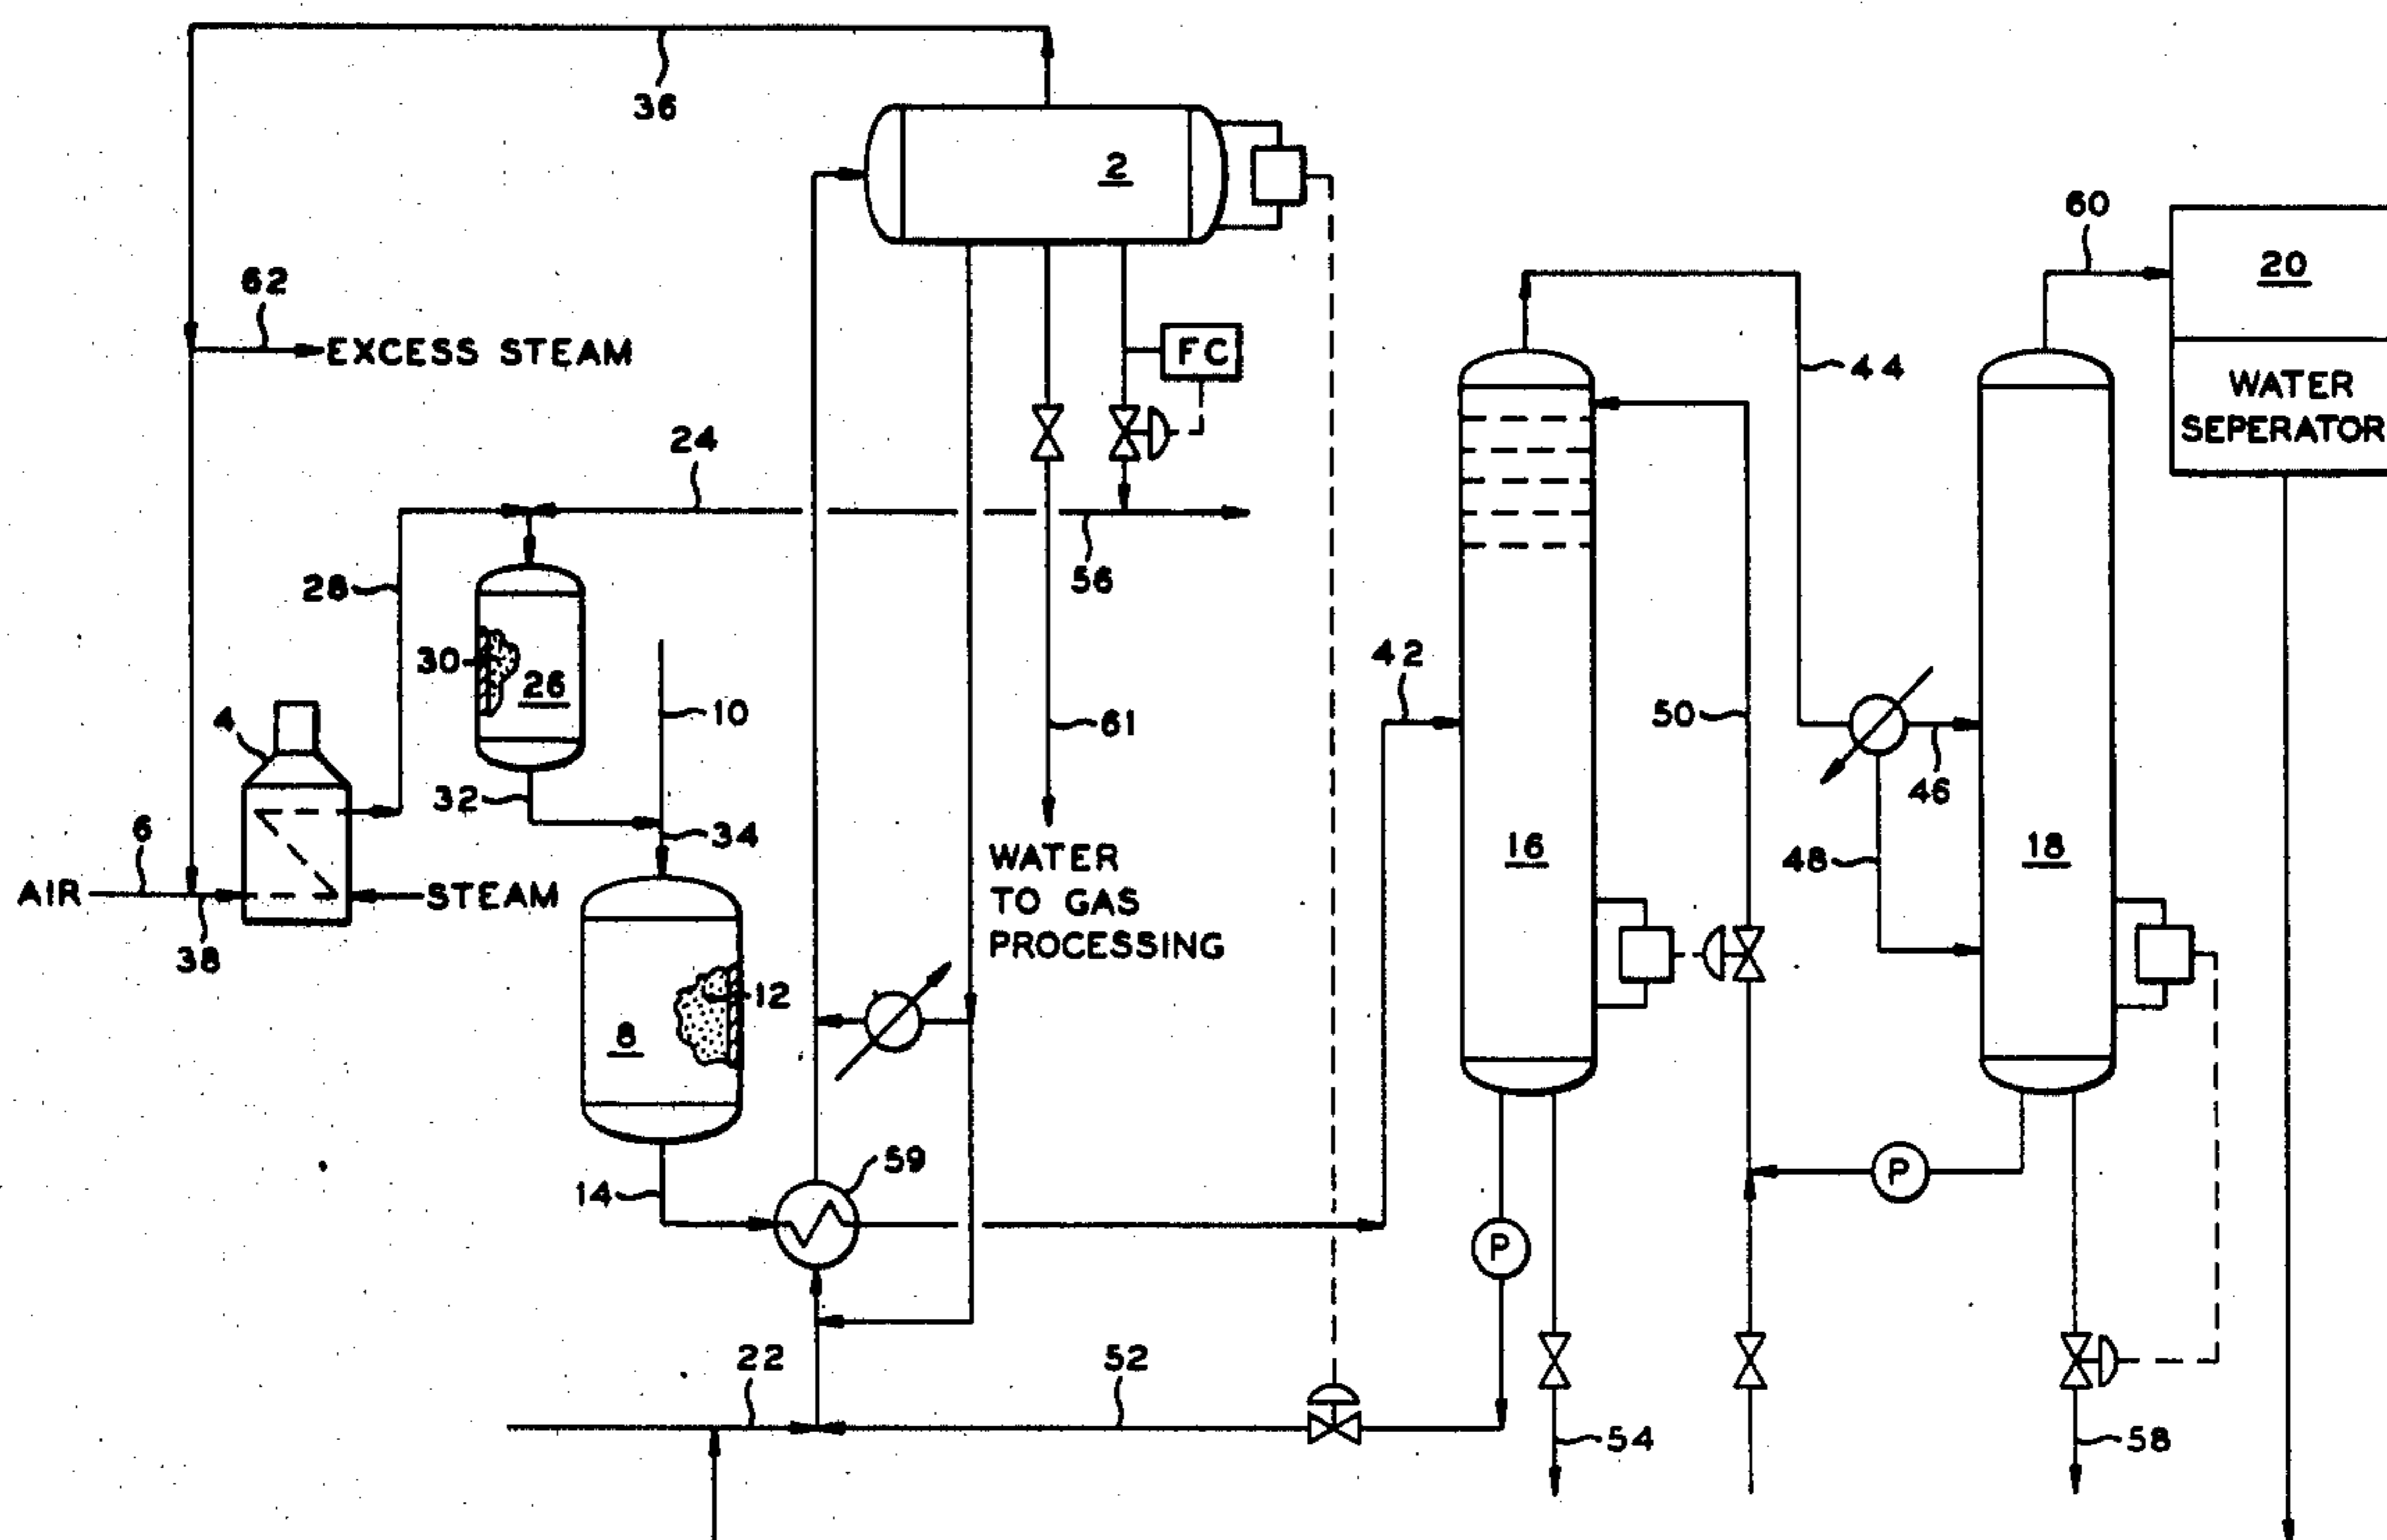 36
2
60
20
62
EXCESS STEAM
FC
44
WATER
SEPERATOR
24
56
28
30
26
42
10
61
50
4
46
32
6
34
16
48
18
AIR
STEAM
WATER
TO GAS
PROCESSING
38
12
8
59
14
P
P
22
52
54
58